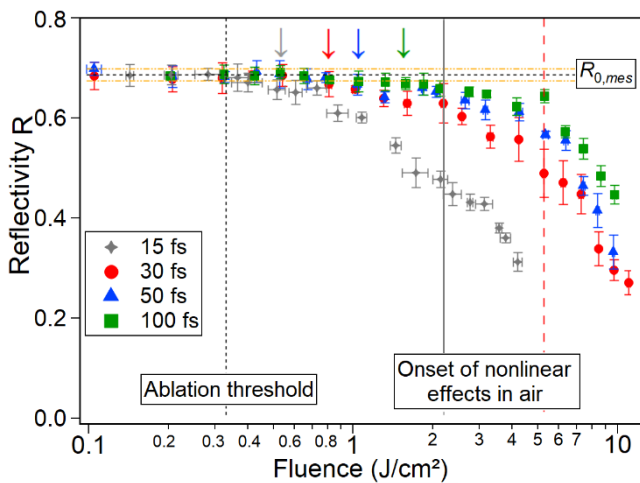 0.8
0.6
0.4
0.2
0.0
Reflectivity R
R0,mes
15 fs
30 fs
50 fs
100 fs
Ablation threshold
Onset of nonlinear
effects in air
0.1 0.2 0.4 0.6 0.8 1 2 3 4 5 6 7 10
Fluence (J/cm²)